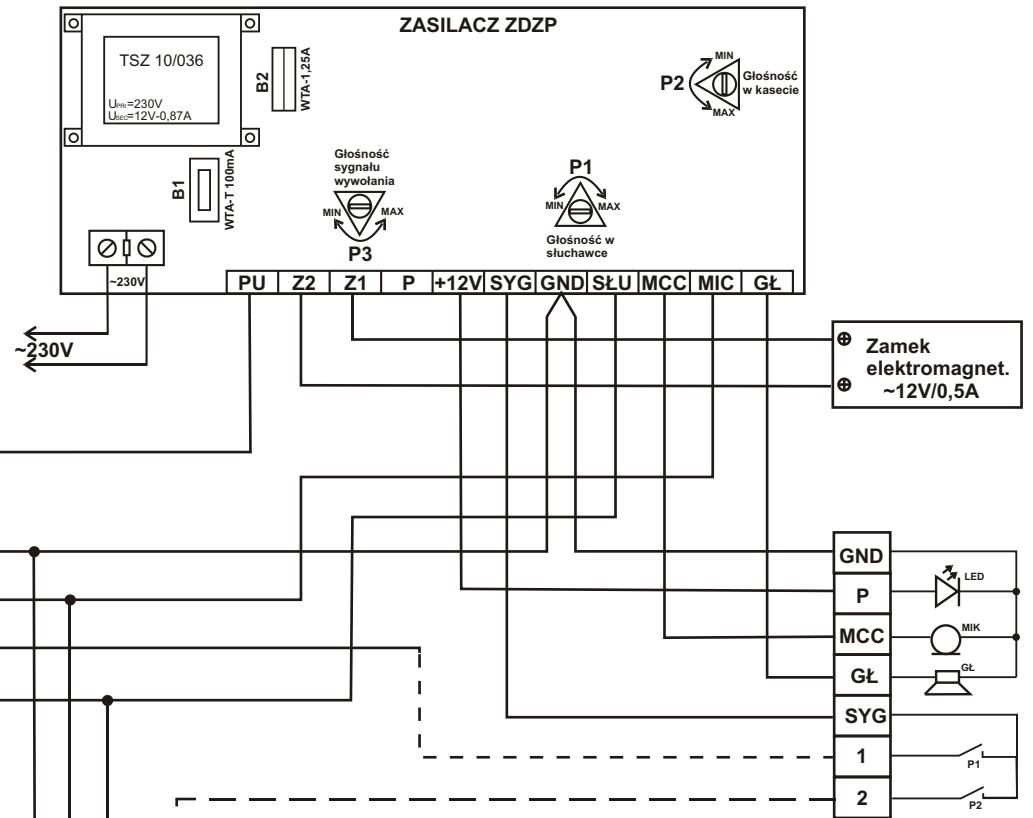 ZASILACZ ZDZP
TSZ 10/036
UPRI=230V
USEC=12V-0,87A
B2
WTA-1,25A
P2
MIN
MAX
Głośność
w kasecie
B1
WTA-T 100mA
Głośność
sygnału
wywołania
MIN
MAX
P3
P1
MIN
MAX
Głośność w
słuchawce
~230V
PU
Z2
Z1
P
+12V
SYG
GND
SŁU
MCC
MIC
GŁ
~230V
Zamek
elektromagnet.
~12V/0,5A
GND
P
LED
MCC
MIK
GŁ
GŁ
SYG
1
P1
2
P2